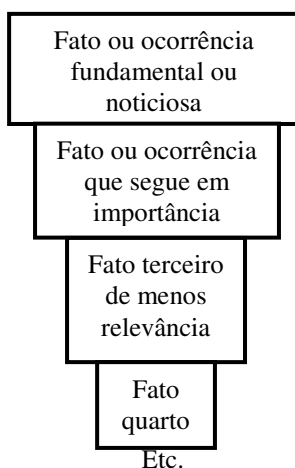 Fato ou ocorrência
fundamental ou
noticiosa
Fato ou ocorrência
que segue em
importância
Fato terceiro
de menos
relevância
Fato
quarto
Etc.